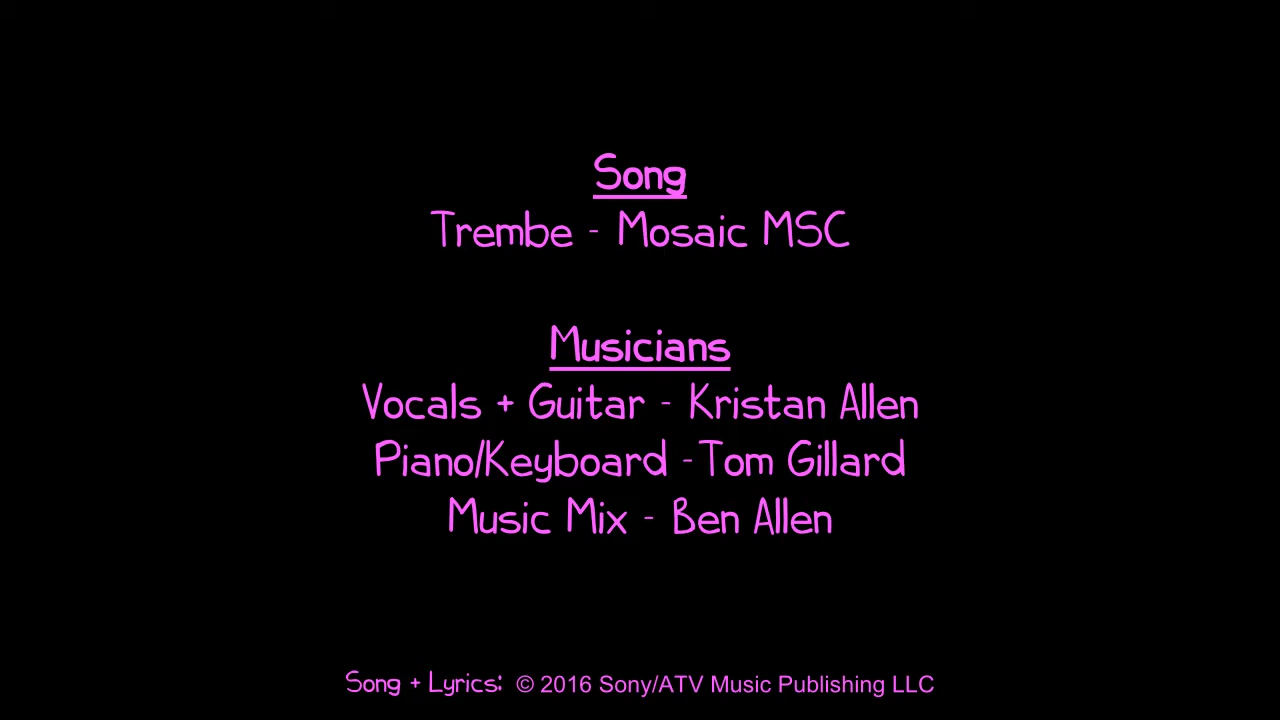 Song
Trembe - Mosaic MSC
Musicians
Vocals + Guitar - Kristan Allen
Piano/Keyboard -Tom Gillard
Music Mix - Ben Allen
Song + Lyrics: © 2016 Sony/ATV Music Publishing LLC